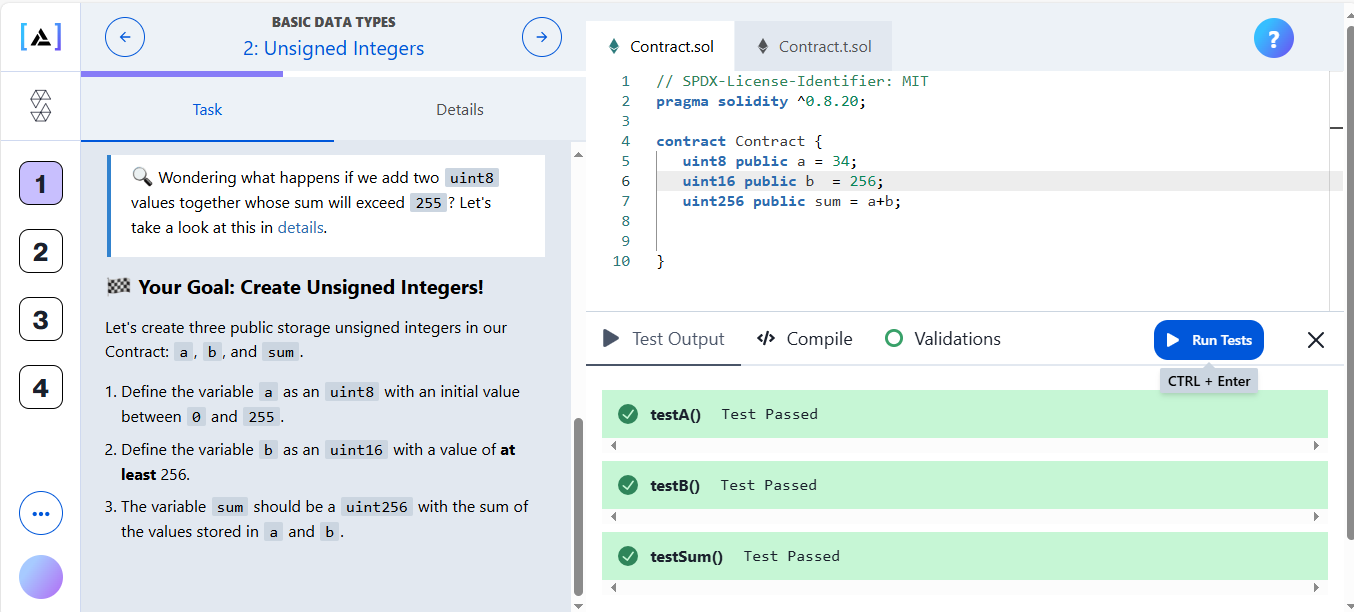 BASIC DATA TYPES
2: Unsigned Integers
Task
Details
1
2
3
4
🔍 Wondering what happens if we add two uint8
values together whose sum will exceed 255? Let's
take a look at this in details.
🏁 Your Goal: Create Unsigned Integers!
Let's create three public storage unsigned integers in our
Contract: a, b, and sum.
1. Define the variable a as an uint8 with an initial value
between 0 and 255.
2. Define the variable b as an uint16 with a value of at
least 256.
3. The variable sum should be a uint256 with the sum of
the values stored in a and b.
Contract.sol
Contract.t.sol
?
1 // SPDX-License-Identifier: MIT
2 pragma solidity ^0.8.20;
3
4 contract Contract {
5 uint8 public a = 34;
6 uint16 public b  = 256;
7 uint256 public sum = a+b;
8
9
10 }
Test Output
Compile
Validations
Run Tests
CTRL + Enter
testA() Test Passed
testB() Test Passed
testSum() Test Passed